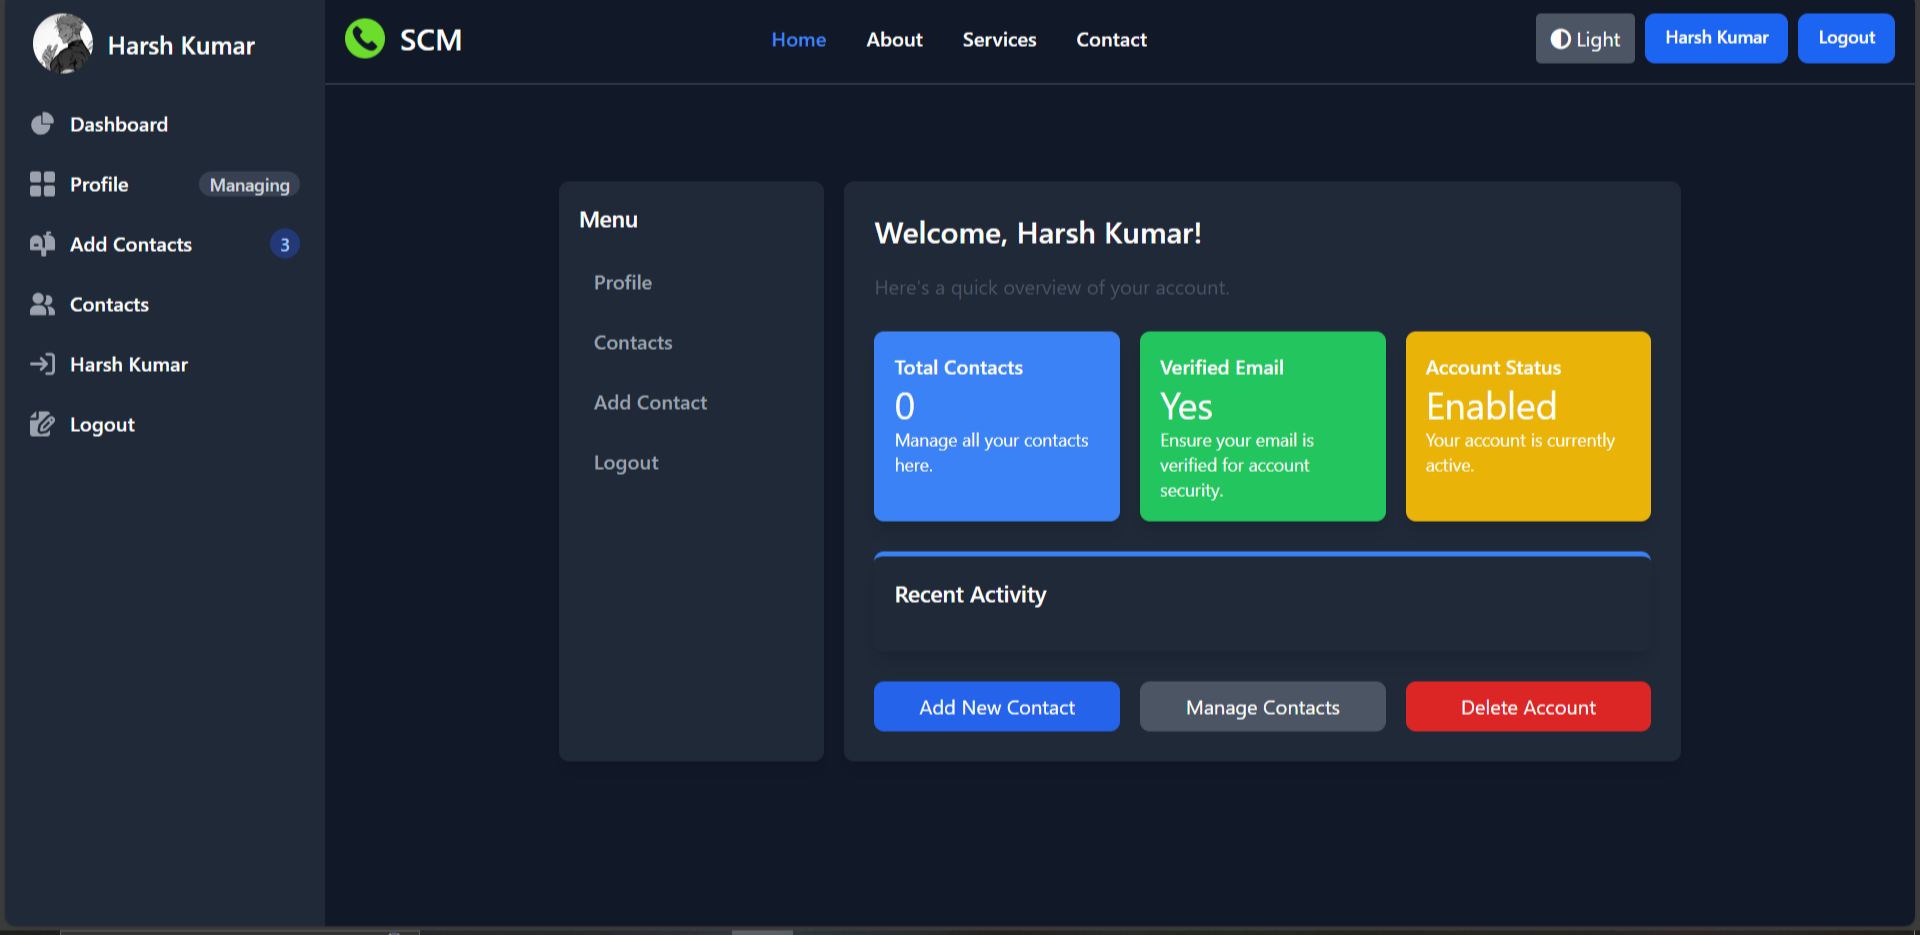 Harsh Kumar
Dashboard
Profile
Managing
Add Contacts
3
Contacts
Harsh Kumar
Logout
SCM
Home
About
Services
Contact
Light
Harsh Kumar
Logout
Menu
Profile
Contacts
Add Contact
Logout
Welcome, Harsh Kumar!
Here's a quick overview of your account.
Total Contacts
0
Manage all your contacts
here.
Verified Email
Yes
Ensure your email is
verified for account
security.
Account Status
Enabled
Your account is currently
active.
Recent Activity
Add New Contact
Manage Contacts
Delete Account